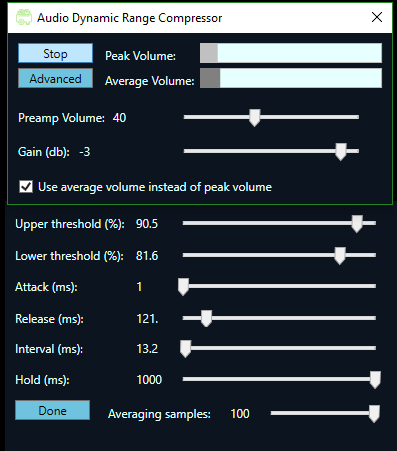 Audio Dynamic Range Compressor
Stop Peak Volume:
Advanced Average Volume:
Preamp Volume: 40
Gain (db): -3
Use average volume instead of peak volume
Upper threshold (%): 90.5
Lower threshold (%): 81.6
Attack (ms): 1
Release (ms): 121.
Interval (ms): 13.2
Hold (ms): 1000
Done Averaging samples: 100